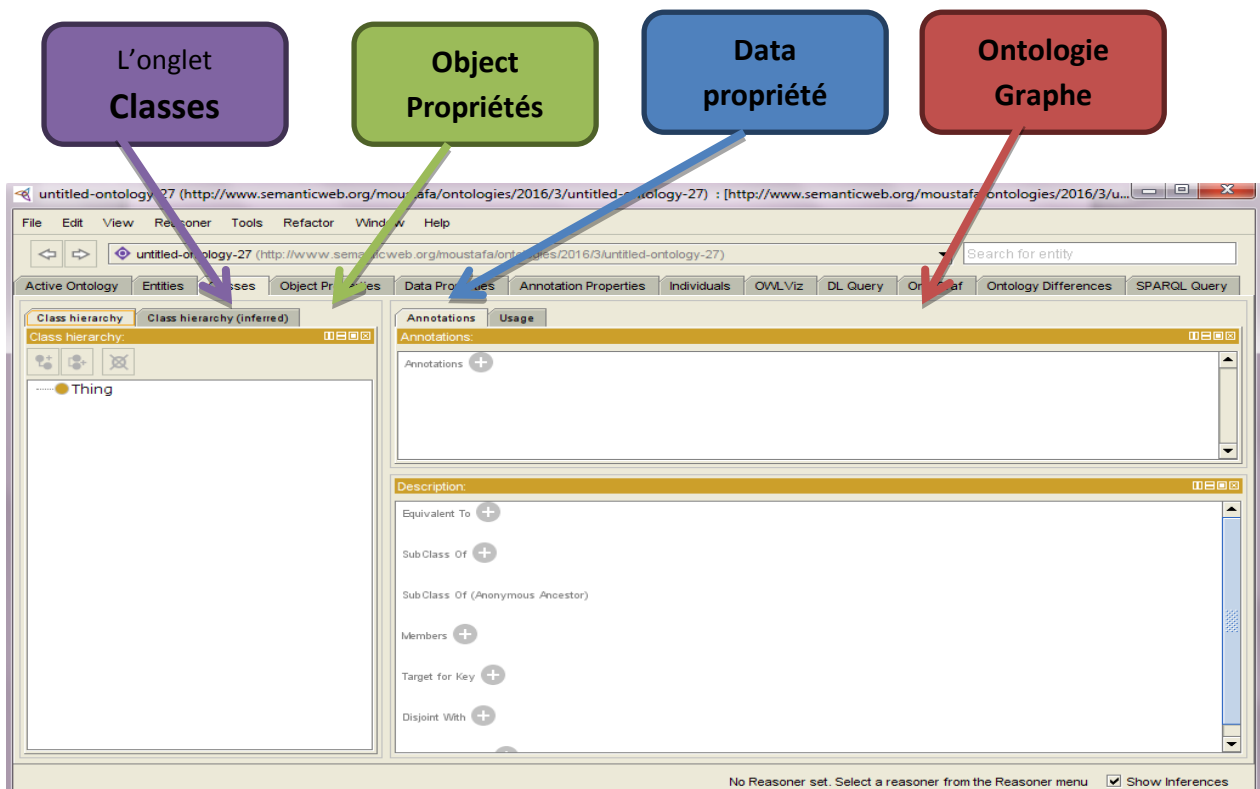 L’onglet
Classes
Object
Propriétés
Data
propriété
Ontologie
Graphe
untitled-ontology-27 (http://www.semanticweb.org/moustafa/ontologies/2016/3/untitled-ontology-27) : [http://www.semanticweb.org/moustafa/ontologies/2016/3/u...
File Edit View Reasoner Tools Refactor Window Help
untitled-ontology-27 (http://www.semanticweb.org/moustafa/ontologies/2016/3/untitled-ontology-27)
Search for entity
Active Ontology Entities Classes Object Properties Data Properties Annotation Properties Individuals OWLViz DL Query OntoGraf Ontology Differences SPARQL Query
Class hierarchy Class hierarchy (inferred)
Class hierarchy:
Thing
Annotations Usage
Annotations:
Annotations
Description:
Equivalent To
SubClass Of
SubClass Of (Anonymous Ancestor)
Members
Target for Key
Disjoint With
No Reasoner set. Select a reasoner from the Reasoner menu Show Inferences